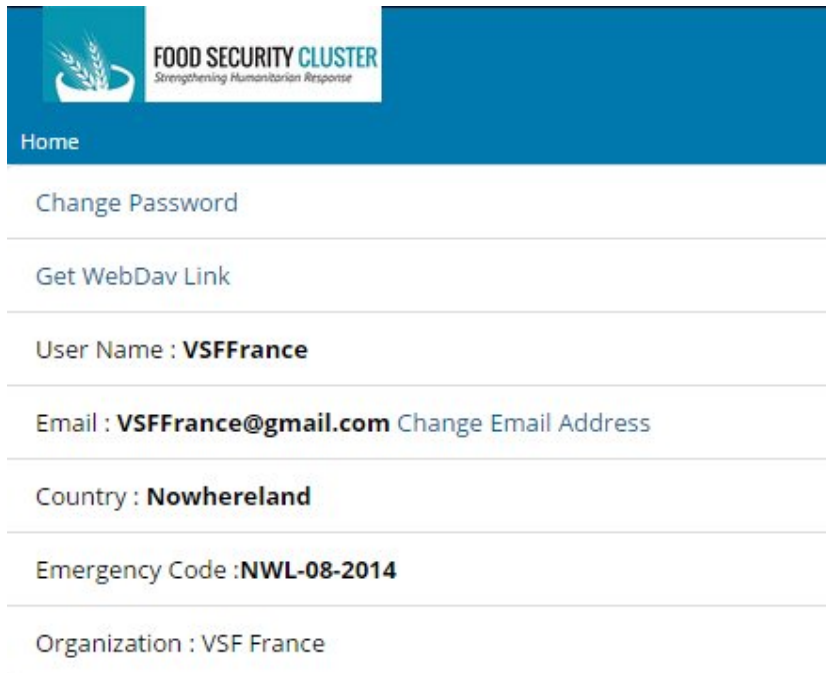 FOOD SECURITY CLUSTER
Strengthening Humanitarian Response
Home
Change Password
Get WebDav Link
User Name : VSFFrance
Email : VSFFrance@gmail.com Change Email Address
Country : Nowhereland
Emergency Code :NWL-08-2014
Organization : VSF France